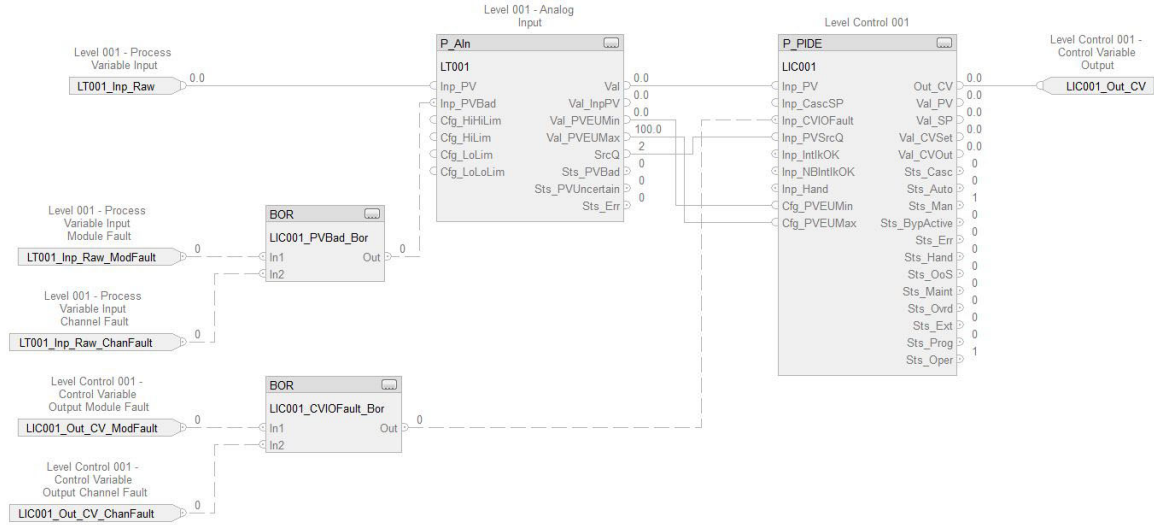 Level 001 - Analog
Input
Level Control 001
Level 001 - Process
Variable Input
LT001_Inp_Raw
0.0
P_AIn
...
LT001
Inp_PV
Inp_PVBad
Cfg_HiHiLim
Cfg_HiLim
Cfg_LoLim
Cfg_LoLoLim
Val
Val_InpPV
Val_PVEUMin
Val_PVEUMax
SrcQ
Sts_PVBad
Sts_PVUncertain
Sts_Err
0.0
0.0
0.0
100.0
2
0
0
0
P_PIDE
...
LIC001
Inp_PV
Inp_CascSP
Inp_CVIOFault
Inp_PVSrcQ
Inp_IntlkOK
Inp_NBIntlkOK
Inp_Hand
Cfg_PVEUMin
Cfg_PVEUMax
Out_CV
Val_PV
Val_SP
Val_CVSet
Val_CVOut
Sts_Casc
Sts_Auto
Sts_Man
Sts_BypActive
Sts_Err
Sts_Hand
Sts_OoS
Sts_Maint
Sts_Ovrd
Sts_Ext
Sts_Prog
Sts_Oper
0.0
0.0
0.0
0.0
0.0
0
0
1
0
0
0
0
0
0
0
0
1
Level Control 001 -
Control Variable
Output
LIC001_Out_CV
Level 001 - Process
Variable Input
Module Fault
LT001_Inp_Raw_ModFault
0
Level 001 - Process
Variable Input
Channel Fault
LT001_Inp_Raw_ChanFault
0
BOR
...
LIC001_PVBad_Bor
In1
In2
Out
0
Level Control 001 -
Control Variable
Output Module Fault
LIC001_Out_CV_ModFault
0
Level Control 001 -
Control Variable
Output Channel Fault
LIC001_Out_CV_ChanFault
0
BOR
...
LIC001_CVIOFault_Bor
In1
In2
Out
0